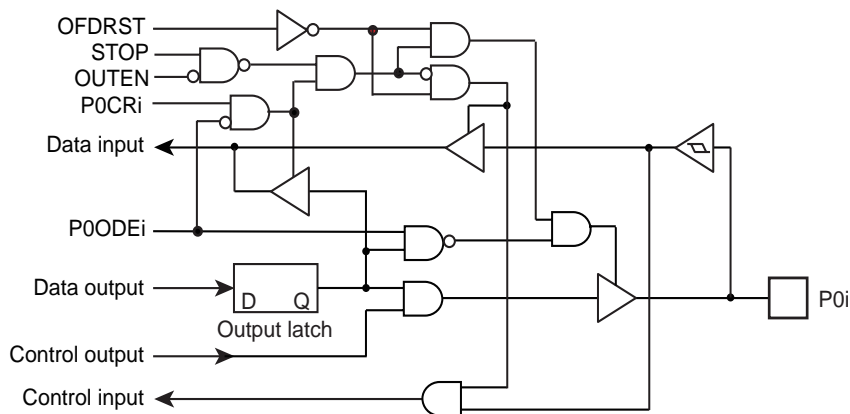 OFDRST
STOP
OUTEN
P0CRi
Data input
P0ODEi
Data output
D Q
Output latch
P0i
Control output
Control input